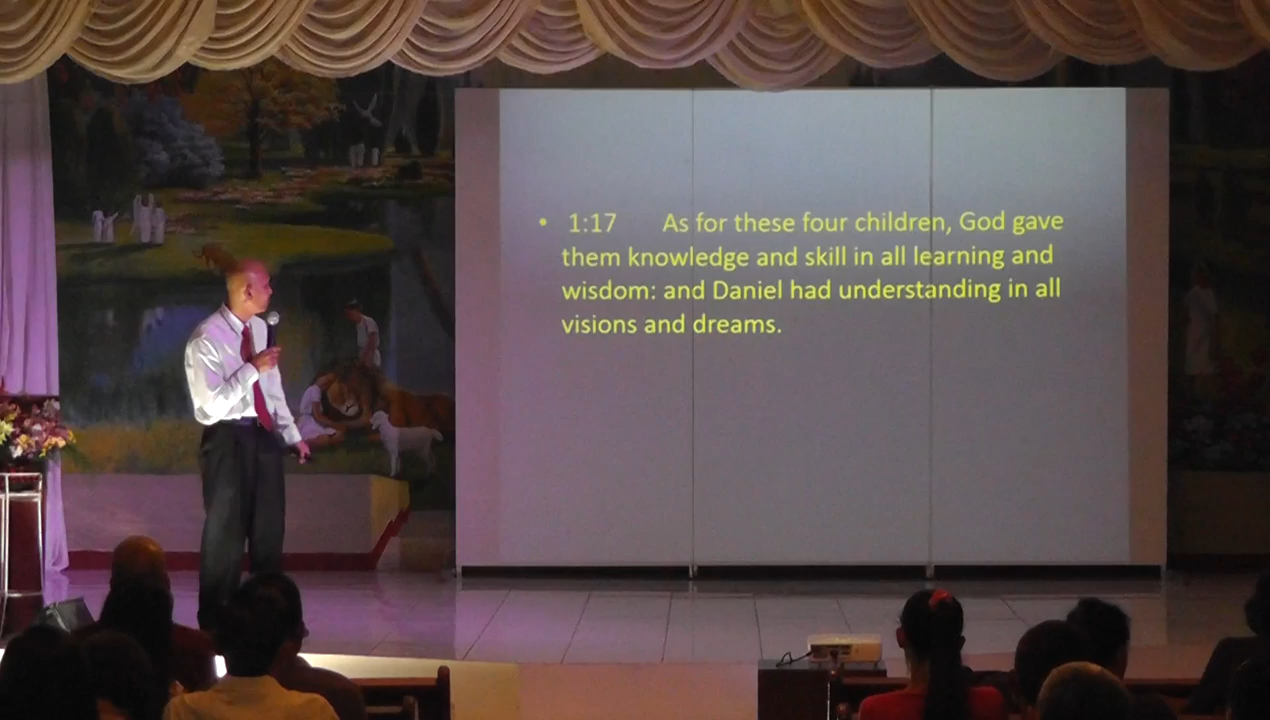 • 1:17 As for these four children, God gave
them knowledge and skill in all learning and
wisdom: and Daniel had understanding in all
visions and dreams.